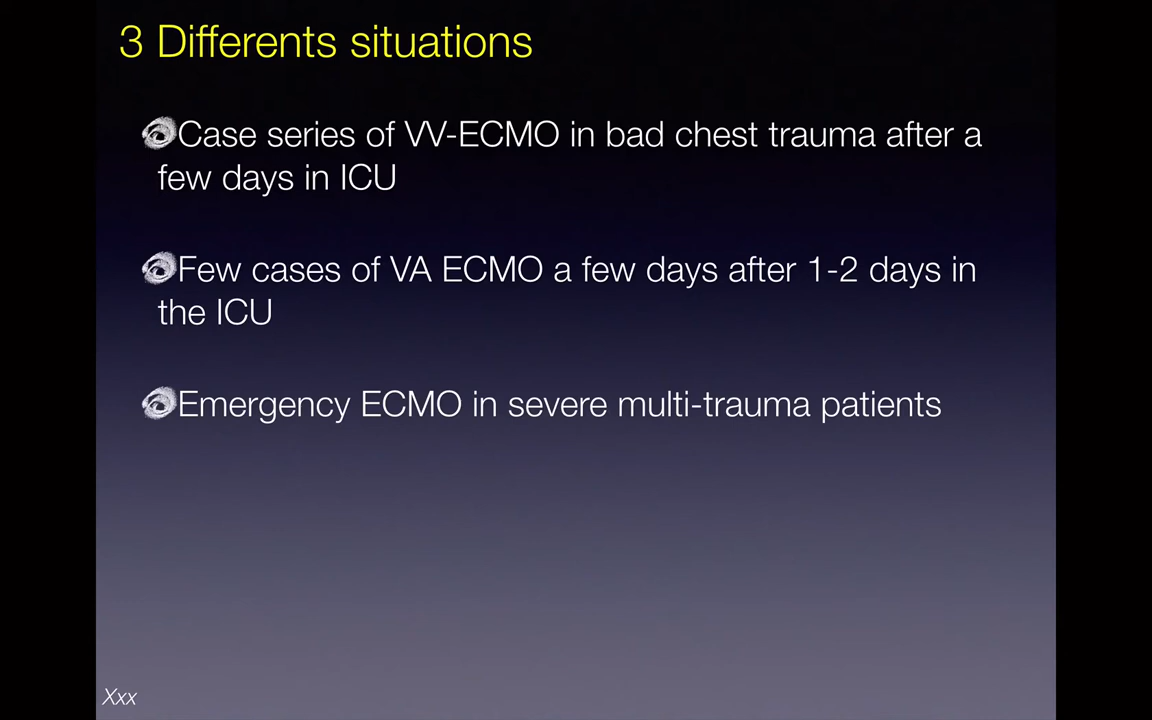 3 Differents situations
Case series of VV-ECMO in bad chest trauma after a
few days in ICU
Few cases of VA ECMO a few days after 1-2 days in
the ICU
Emergency ECMO in severe multi-trauma patients
Xxx